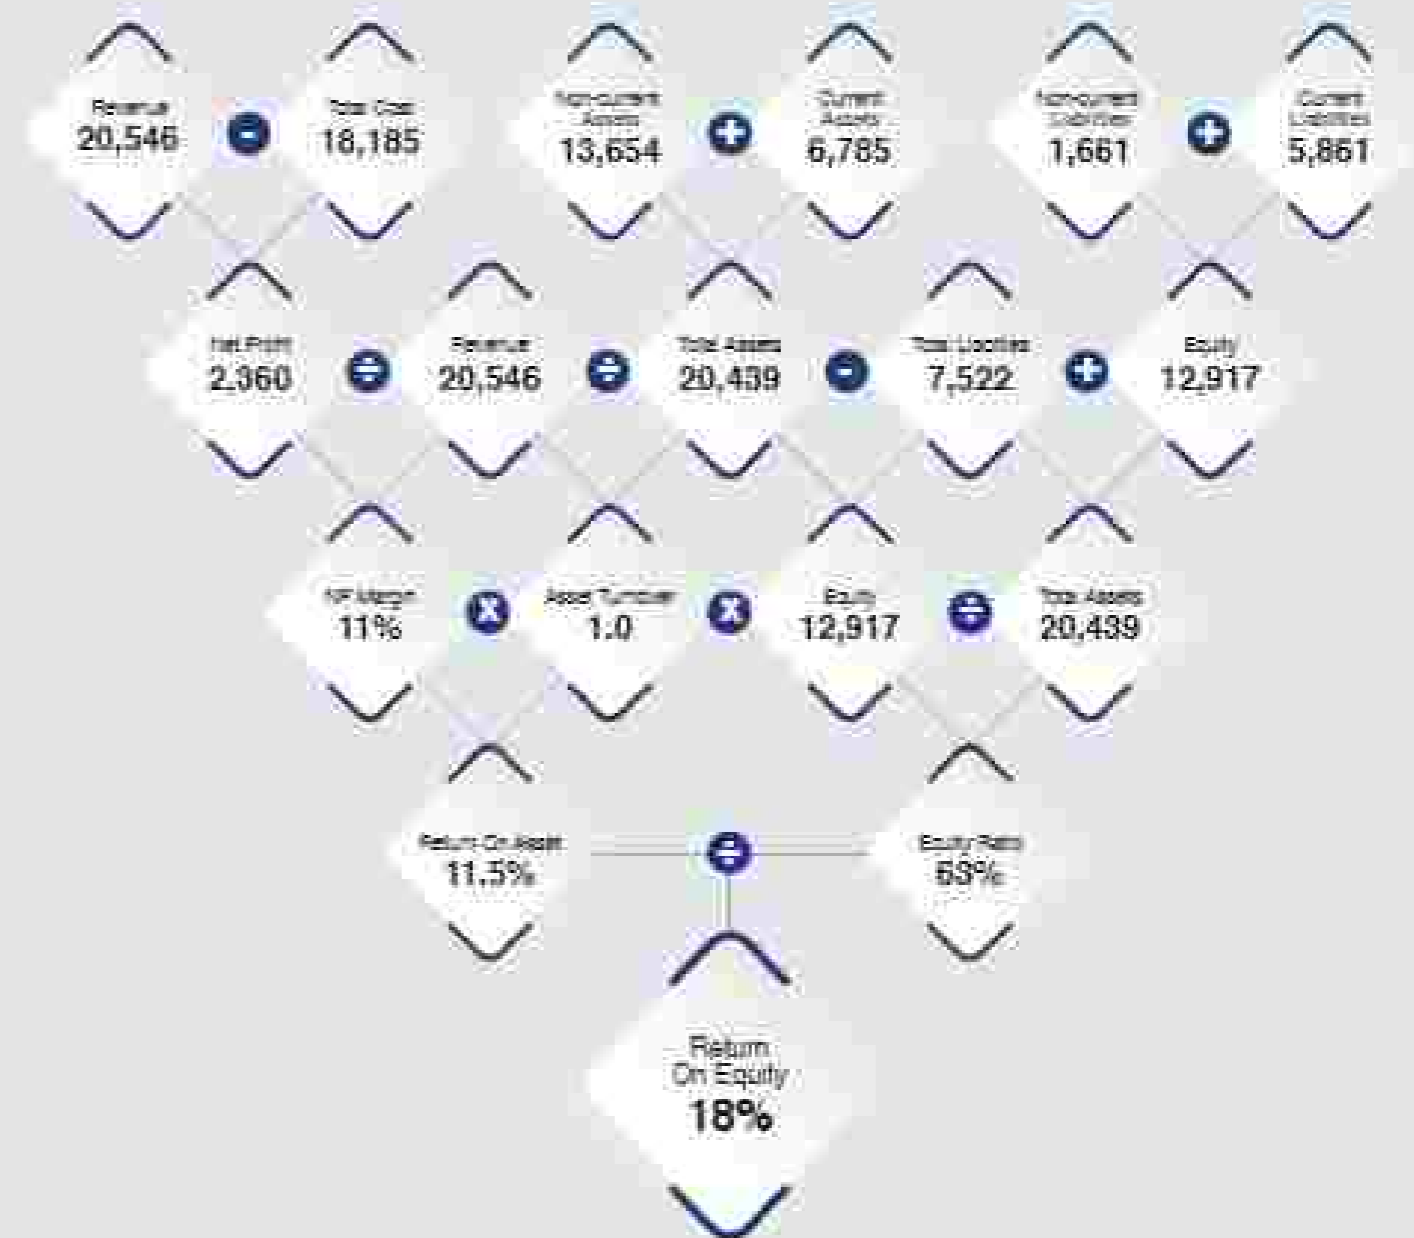 Revenue
20,546
-
Total Cost
18,185
Non-current
Assets
13,654
+
Current
Assets
6,785
Non-current
Liabilities
1,661
+
Current
Liabilities
5,861
Net Profit
2,360
÷
Revenue
20,546
÷
Total Assets
20,439
-
Total Liabilities
7,522
+
Equity
12,917
NP Margin
11%
x
Asset Turnover
1.0
x
Equity
12,917
÷
Total Assets
20,439
Return On Asset
11.5%
÷
Equity Ratio
63%
Return
On Equity
18%